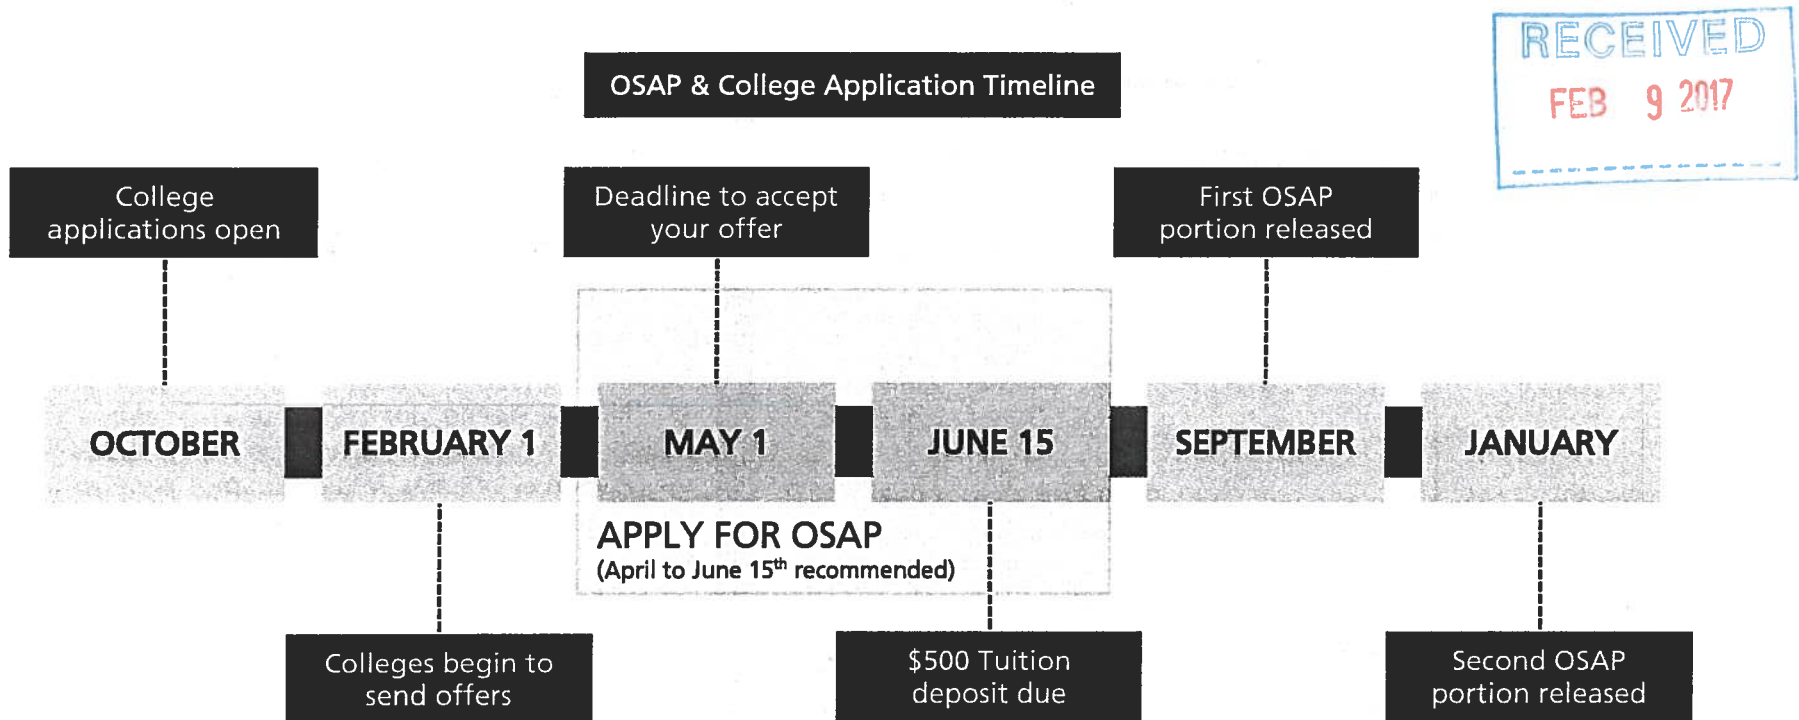 RECEIVED
FEB 9 2017
OSAP & College Application Timeline
College
applications open
Deadline to accept
your offer
First OSAP
portion released
OCTOBER
FEBRUARY 1
MAY 1
JUNE 15
SEPTEMBER
JANUARY
APPLY FOR OSAP
(April to June 15th recommended)
Colleges begin to
send offers
$500 Tuition
deposit due
Second OSAP
portion released